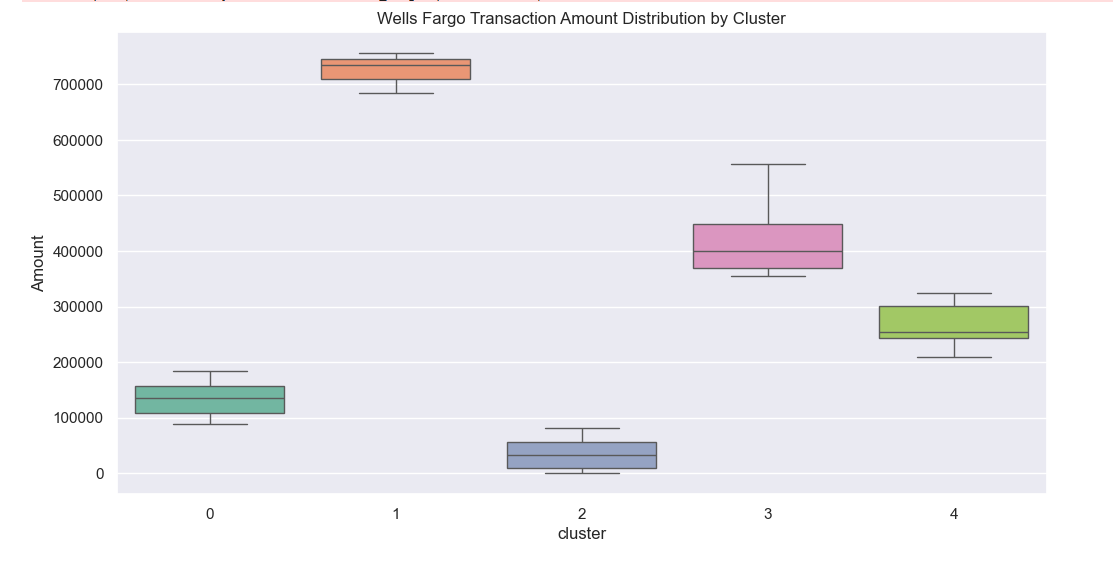 Wells Fargo Transaction Amount Distribution by Cluster
700000
600000
500000
400000
300000
200000
100000
0
Amount
0 1 2 3 4
cluster